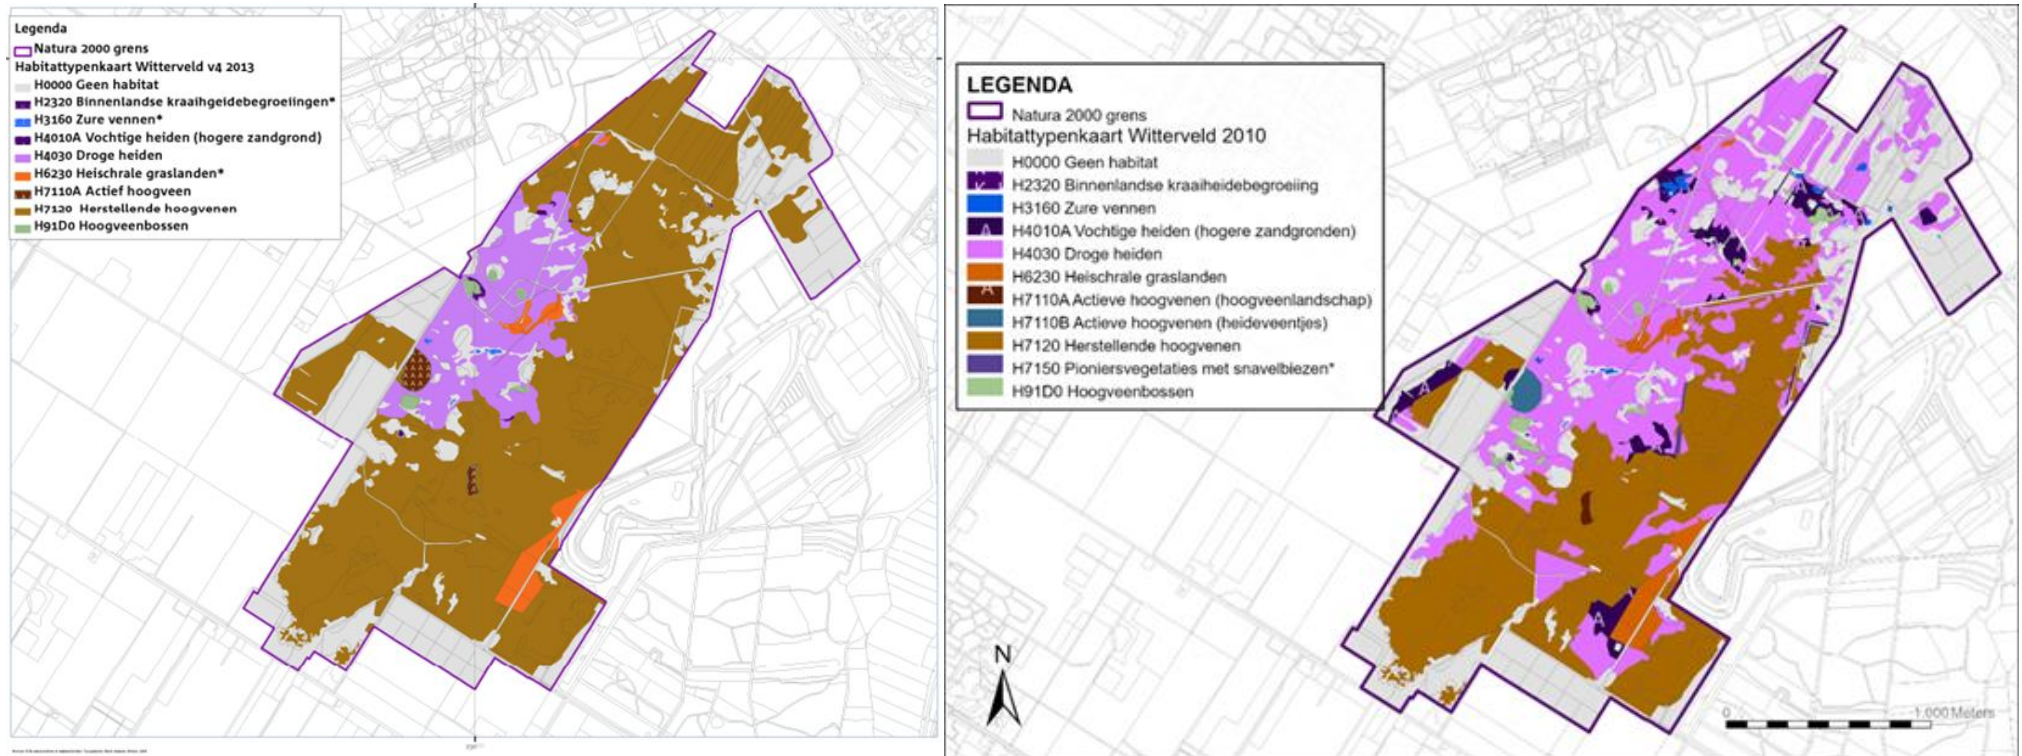 Legenda
Natura 2000 grens
Habitattypenkaart Witterveld v4 2013
H0000 Geen habitat
H2320 Binnenlandse kraaihgeidebegroeiingen*
H3160 Zure vennen*
H4010A Vochtige heiden (hogere zandgrond)
H4030 Droge heiden
H6230 Heischrale graslanden*
H7110A Actief hoogveen
H7120 Herstellende hoogvenen
H91D0 Hoogveenbossen
LEGENDA
Natura 2000 grens
Habitattypenkaart Witterveld 2010
H0000 Geen habitat
H2320 Binnenlandse kraaiheidebegroeiing
H3160 Zure vennen
A
H4010A Vochtige heiden (hogere zandgronden)
H4030 Droge heiden
H6230 Heischrale graslanden
A
H7110A Actieve hoogvenen (hoogveenlandschap)
H7110B Actieve hoogvenen (heideveentjes)
H7120 Herstellende hoogvenen
H7150 Pioniersvegetaties met snavelbiezen*
H91D0 Hoogveenbossen
A
A
A
N
0
1.000 Meters